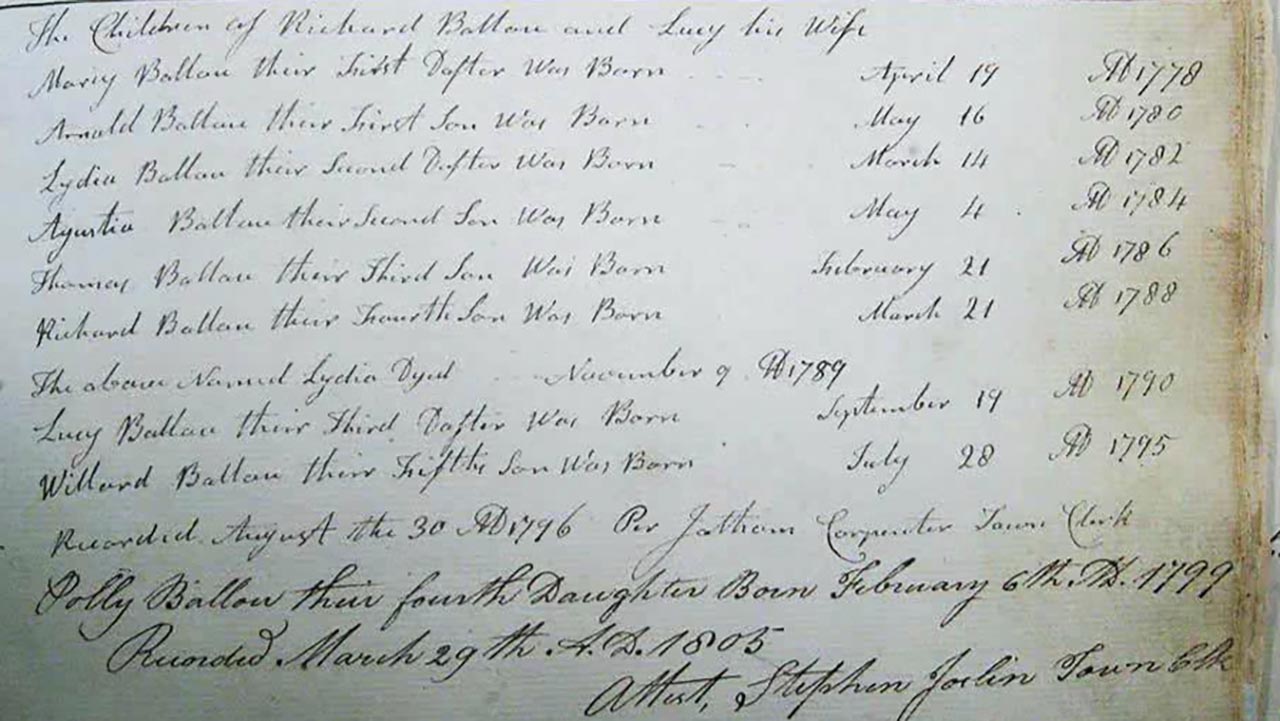 The Children of Richard Ballou and Lucy his Wife
Marcy Ballou their First Dafter Was Born April 19 AD 1778
Arnold Ballou their First Son Was Born May 16 AD 1780
Lydia Ballou their Second Dafter Was Born March 14 AD 1782
Ballou their Second Son Was Born May 4 AD 1784
Thomas Ballou their Third Son Was Born February 21 AD 1786
Richard Ballou their Fourth Son Was Born March 21 AD 1788
The above Named Lydia Dyed November 9 AD 1789
Lucy Ballou their Third Dafter Was Born September 19 AD 1790
Willard Ballou their Fifth Son Was Born July 28 AD 1795
Recorded August the 30 AD 1796 Per Jotham Carpenter Town Clerk
Polly Ballou their fourth Daughter Born February 6th AD. 1799
Recorded March 29th A.D. 1805
Attest, Stephen Joslin Town Clk